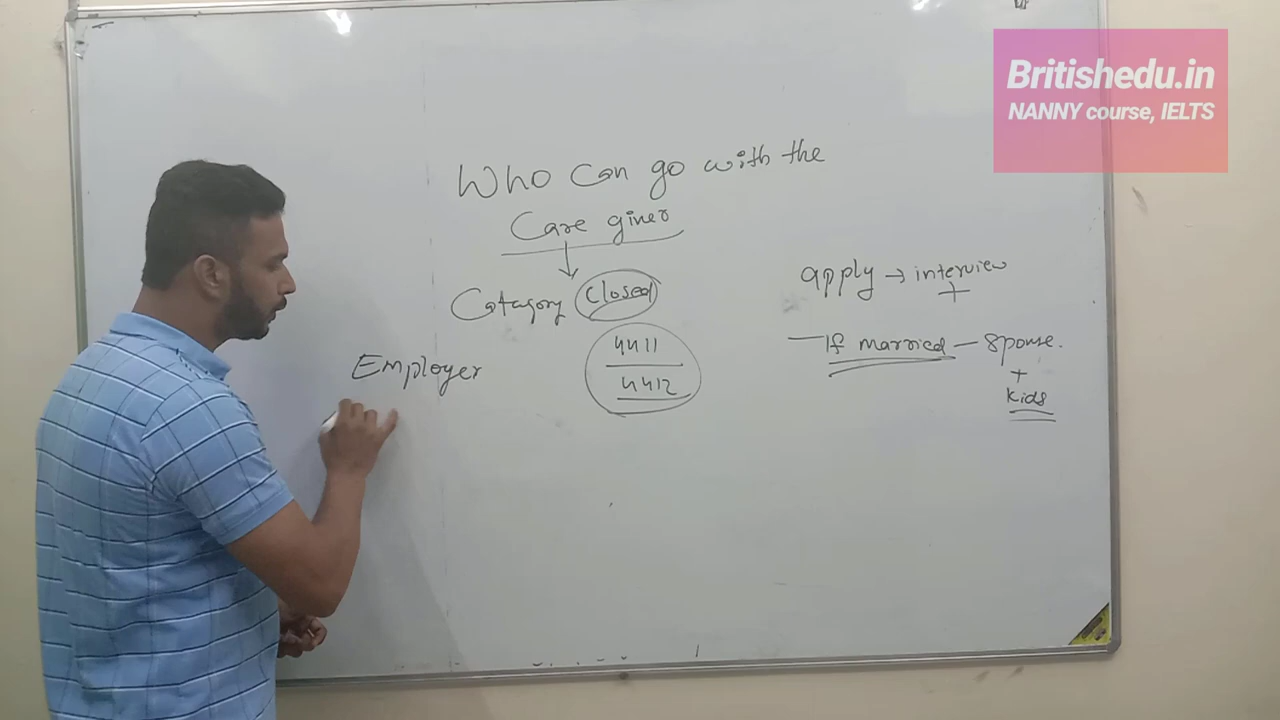 Britishedu.in
NANNY course, IELTS
Who can go with the
Care giver
Catagory closed
4411
4412
Employer
apply → interview
+
— If married — spouse.
+
kids